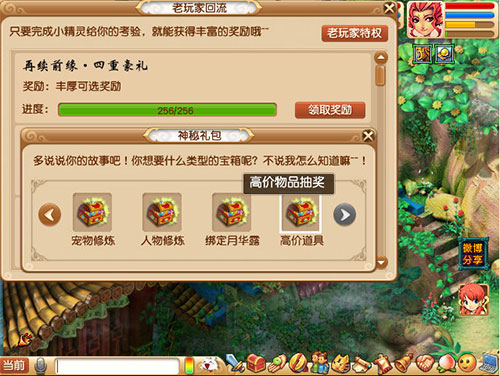 老玩家回流
只要完成小精灵给你的考验，就能获得丰富的奖励哦~
老玩家特权
再续前缘·四重豪礼
奖励：丰厚可选奖励
进度：
256/256
领取奖励
神秘礼包
多说说你的故事吧！你想要什么类型的宝箱呢？不说我怎么知道嘛~！
高价物品抽奖
宠物修炼
人物修炼
绑定月华露
高价道具
微博
分享
当前